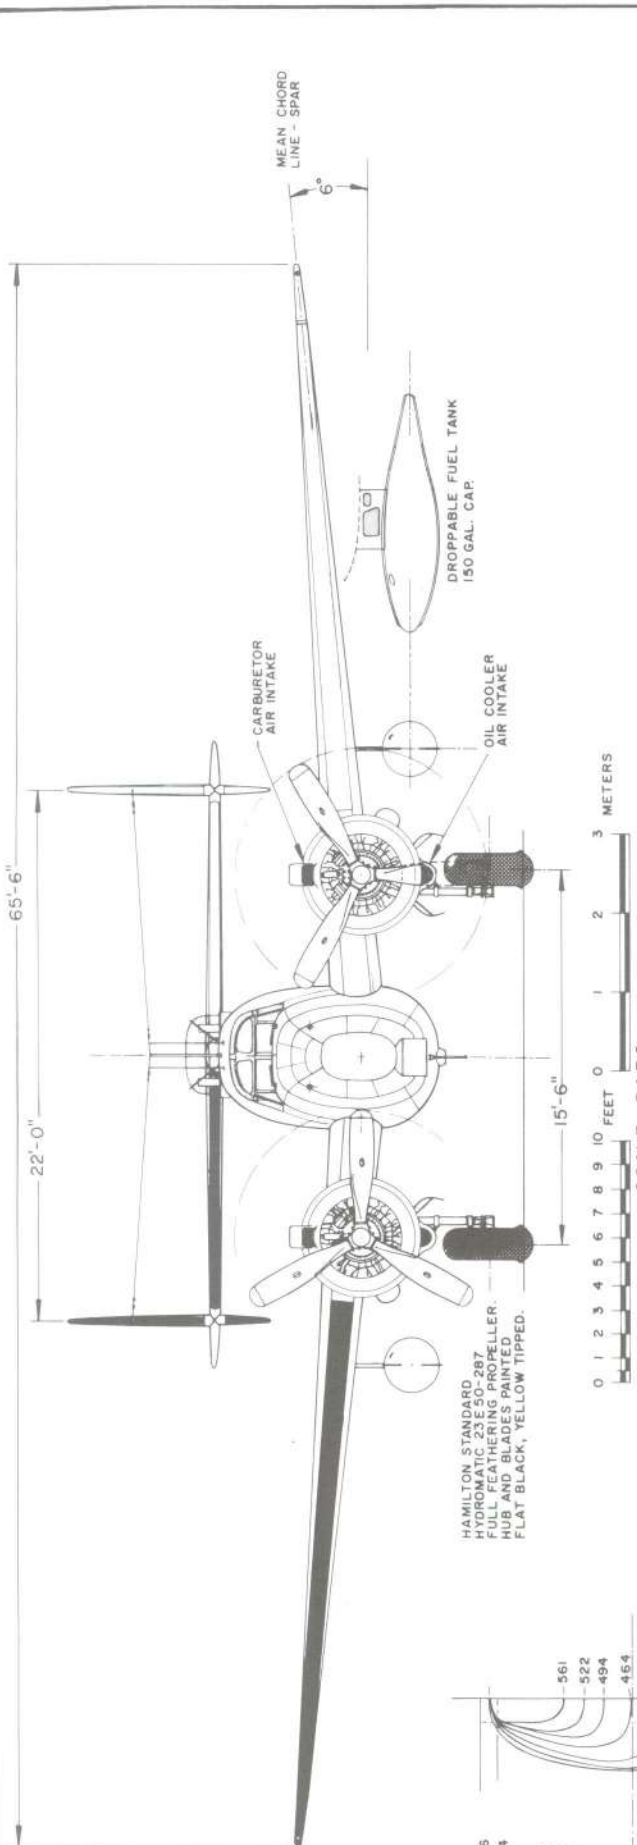 65'-6"
MEAN CHORD
LINE - SPAR
6°
22'-0"
CARBURETOR
AIR INTAKE
DROPPABLE FUEL TANK
150 GAL. CAP.
OIL COOLER
AIR INTAKE
15'-6"
HAMILTON STANDARD
HYDROMATIC 23 E 50-287
FULL FEATHERING PROPELLER.
HUB AND BLADES PAINTED
FLAT BLACK, YELLOW TIPPED.
0 1 2 3 4 5 6 7 8 9 10 FEET
0 1 2 3 METERS
561
522
494
464